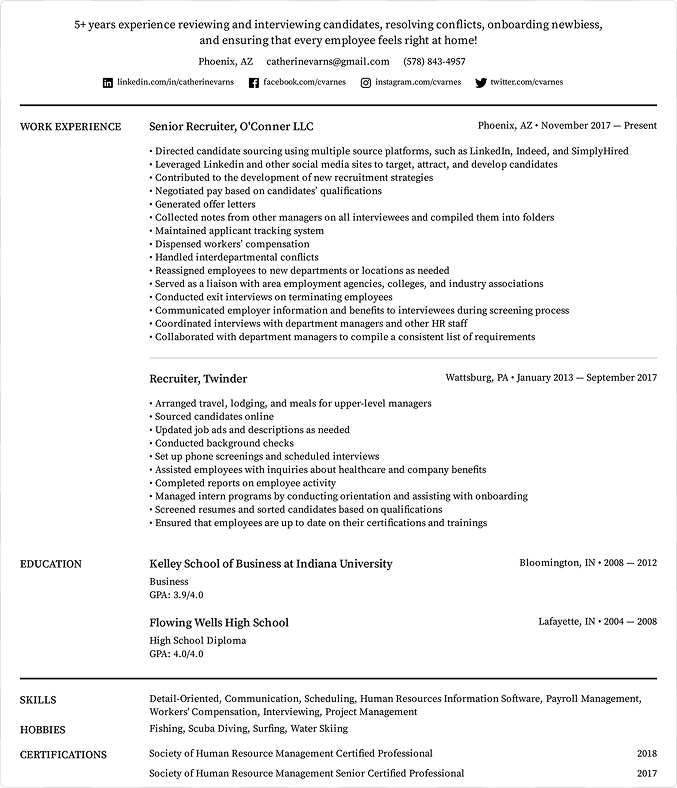 5+ years experience reviewing and interviewing candidates, resolving conflicts, onboarding newbiess,
and ensuring that every employee feels right at home!
Phoenix, AZ catherinevarns@gmail.com (578) 843-4957
linkedin.com/in/catherinevarns facebook.com/cvarnes instagram.com/cvarnes twitter.com/cvarnes
WORK EXPERIENCE
Senior Recruiter, O'Conner LLC
Phoenix, AZ • November 2017 — Present
• Directed candidate sourcing using multiple source platforms, such as LinkedIn, Indeed, and SimplyHired
• Leveraged Linkedin and other social media sites to target, attract, and develop candidates
• Contributed to the development of new recruitment strategies
• Negotiated pay based on candidates' qualifications
• Generated offer letters
• Collected notes from other managers on all interviewees and compiled them into folders
• Maintained applicant tracking system
• Dispensed workers' compensation
• Handled interdepartmental conflicts
• Reassigned employees to new departments or locations as needed
• Served as a liaison with area employment agencies, colleges, and industry associations
• Conducted exit interviews on terminating employees
• Communicated employer information and benefits to interviewees during screening process
• Coordinated interviews with department managers and other HR staff
• Collaborated with department managers to compile a consistent list of requirements
Recruiter, Twinder
Wattsburg, PA • January 2013 — September 2017
• Arranged travel, lodging, and meals for upper-level managers
• Sourced candidates online
• Updated job ads and descriptions as needed
• Conducted background checks
• Set up phone screenings and scheduled interviews
• Assisted employees with inquiries about healthcare and company benefits
• Completed reports on employee activity
• Managed intern programs by conducting orientation and assisting with onboarding
• Screened resumes and sorted candidates based on qualifications
• Ensured that employees are up to date on their certifications and trainings
EDUCATION
Kelley School of Business at Indiana University
Bloomington, IN • 2008 — 2012
Business
GPA: 3.9/4.0
Flowing Wells High School
Lafayette, IN • 2004 — 2008
High School Diploma
GPA: 4.0/4.0
SKILLS
Detail-Oriented, Communication, Scheduling, Human Resources Information Software, Payroll Management,
Workers' Compensation, Interviewing, Project Management
HOBBIES
Fishing, Scuba Diving, Surfing, Water Skiing
CERTIFICATIONS
Society of Human Resource Management Certified Professional 2018
Society of Human Resource Management Senior Certified Professional 2017